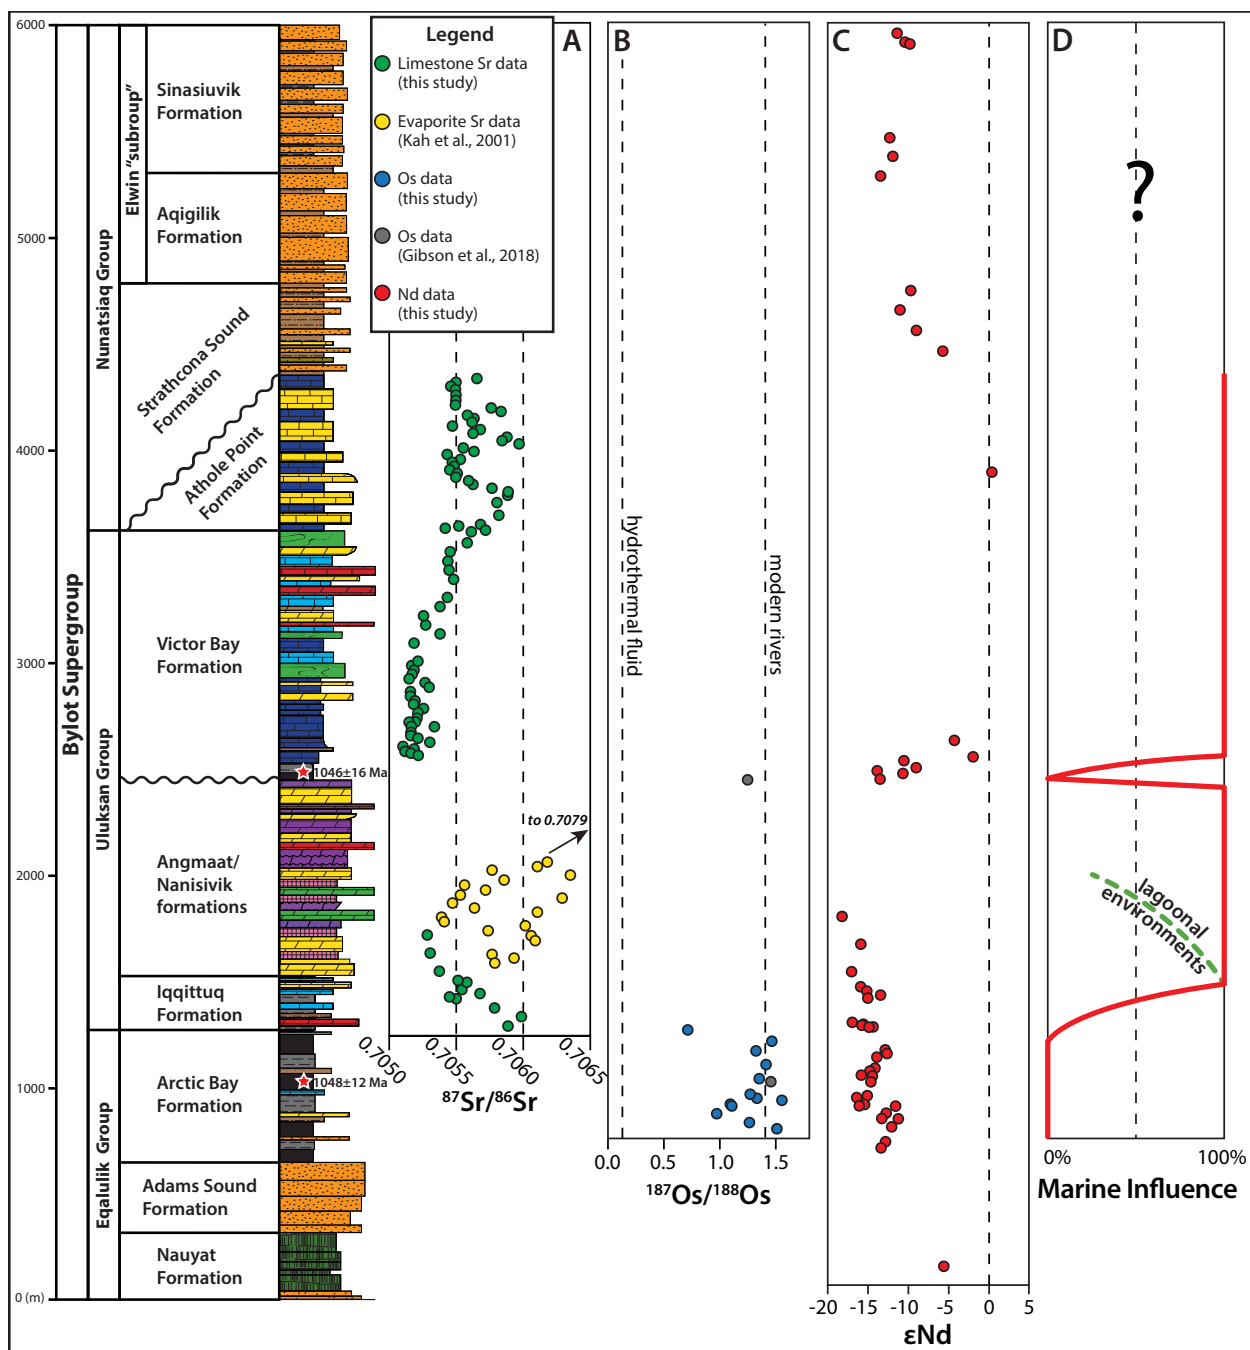 6000
5000
4000
3000
2000
1000
0 (m)
Bylot Supergroup
Nunatsiaq Group
Uluksan Group
Eqalulik Group
Elwin “subroup”
Sinasiuvik
Formation
Aqigilik
Formation
Strathcona Sound
Formation
Athole Point
Formation
Victor Bay
Formation
Angmaat/
Nanisivik
formations
Iqqittuq
Formation
Arctic Bay
Formation
Adams Sound
Formation
Nauyat
Formation
1046±16 Ma
1048±12 Ma
Legend
Limestone Sr data
(this study)
Evaporite Sr data
(Kah et al., 2001)
Os data
(this study)
Os data
(Gibson et al., 2018)
Nd data
(this study)
A
to 0.7079
0.7050
0.7055
0.7060
0.7065
87Sr/86Sr
B
hydrothermal fluid
modern rivers
0.0
0.5
1.0
1.5
187Os/188Os
C
-20
-15
-10
-5
0
5
εNd
D
?
lagoonal
environments
0%
100%
Marine Influence